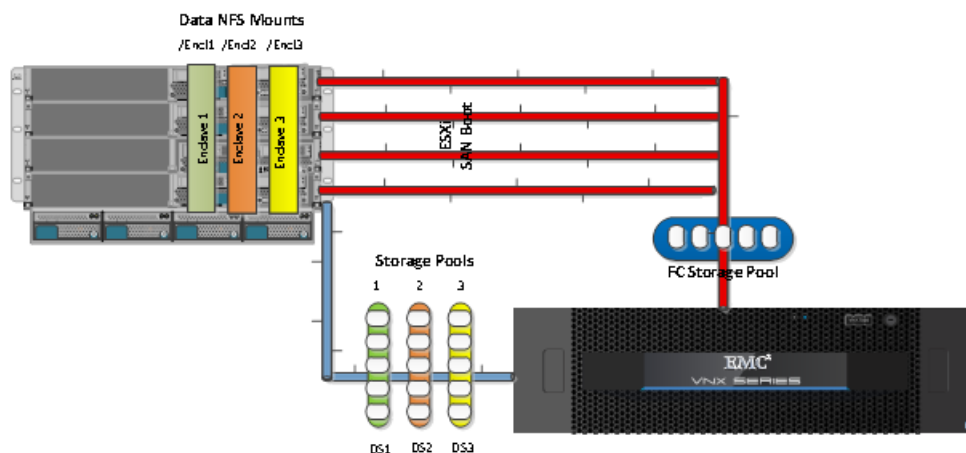 Data NFS Mounts
/Encl1 /Encl2 /Encl3
Enclave 1
Enclave 2
Enclave 3
ESXi
SAN Boot
FC Storage Pool
Storage Pools
1 2 3
EMC²
VNX SERIES
DS1 DS2 DS3